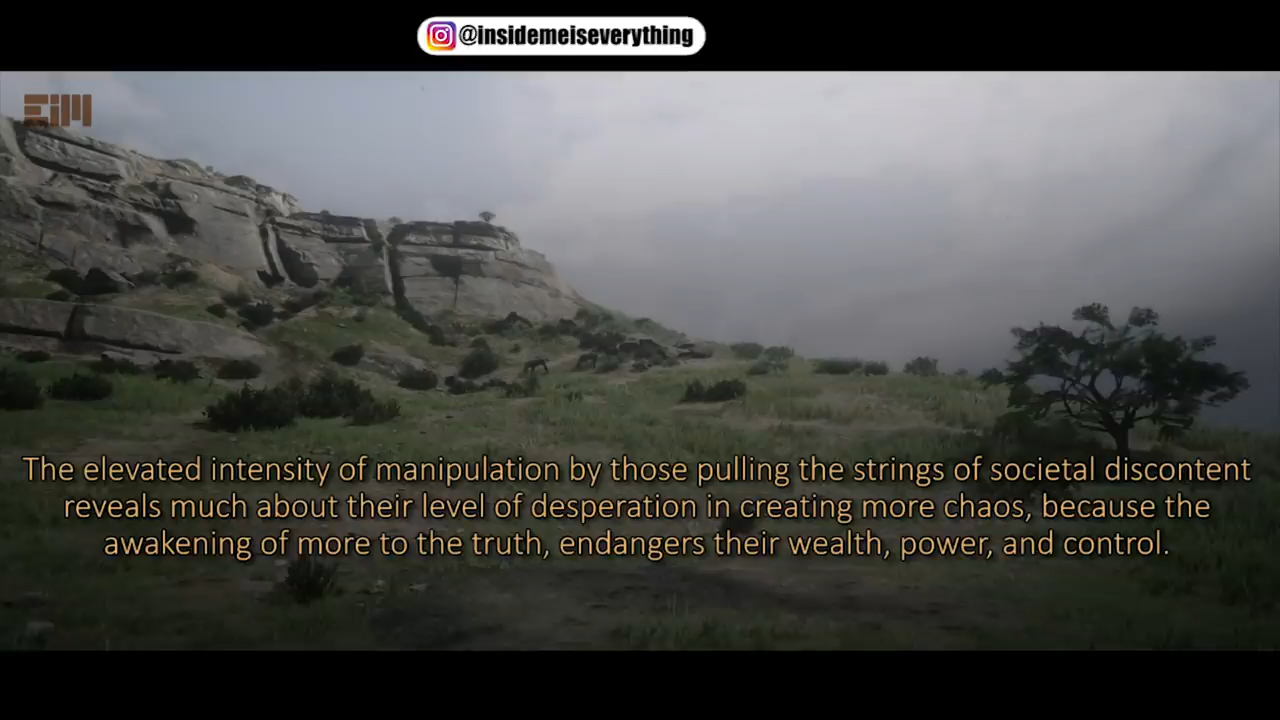 @insidemeiseverything
EiM
The elevated intensity of manipulation by those pulling the strings of societal discontent
reveals much about their level of desperation in creating more chaos, because the
awakening of more to the truth, endangers their wealth, power, and control.